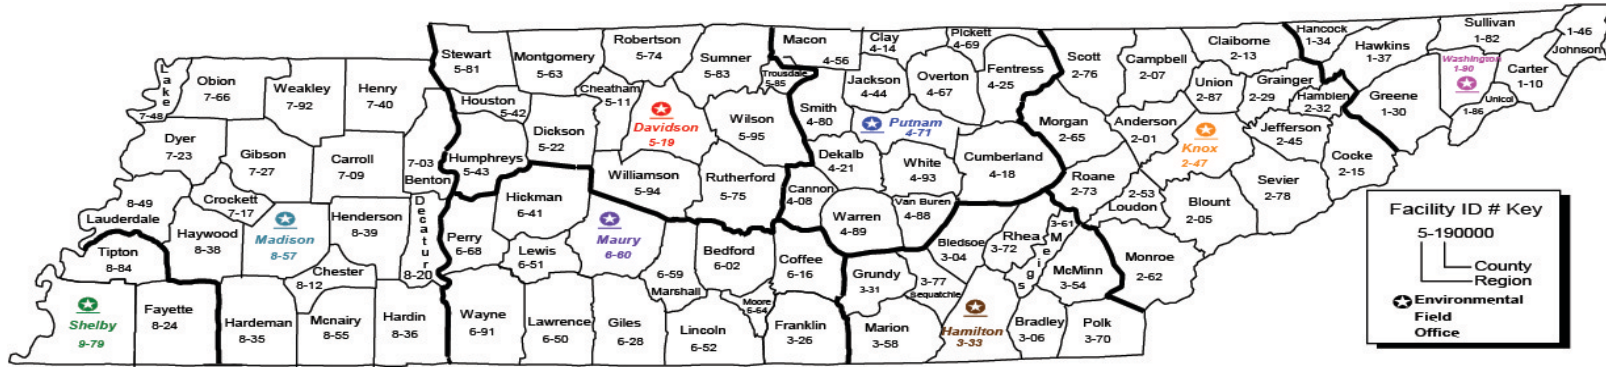 Lake
7-48
Obion
7-66
Weakley
7-92
Henry
7-40
Dyer
7-23
Gibson
7-27
Carroll
7-09
7-03
Benton
8-49
Lauderdale
Crockett
7-17
Haywood
8-38
Madison
8-57
Henderson
8-39
Decatur
8-20
Tipton
8-84
Chester
8-12
Shelby
9-79
Fayette
8-24
Hardeman
8-35
Mcnairy
8-55
Hardin
8-36
Stewart
5-81
Montgomery
5-63
Robertson
5-74
Sumner
5-83
Trousdale
5-85
Houston
5-42
Cheatham
5-11
Dickson
5-22
Davidson
5-19
Wilson
5-95
Humphreys
5-43
Williamson
5-94
Rutherford
5-75
Hickman
6-41
Perry
6-68
Lewis
6-51
Maury
6-60
Bedford
6-02
Coffee
6-16
6-59
Marshall
Moore
6-64
Wayne
6-91
Lawrence
6-50
Giles
6-28
Lincoln
6-52
Franklin
3-26
Macon
4-56
Clay
4-14
Pickett
4-69
Jackson
4-44
Overton
4-67
Fentress
4-25
Smith
4-80
Putnam
4-71
Dekalb
4-21
White
4-93
Cumberland
4-18
Cannon
4-08
Warren
4-89
Van Buren
4-88
Grundy
3-31
3-77
Sequatchie
Bledsoe
3-04
Rhea
3-72
3-61
Meigs
McMinn
3-54
Marion
3-58
Hamilton
3-33
Bradley
3-06
Polk
3-70
Scott
2-76
Campbell
2-07
Claiborne
2-13
Union
2-87
Grainger
2-29
Hamblen
2-32
Morgan
2-65
Anderson
2-01
Knox
2-47
Jefferson
2-45
Cocke
2-15
Roane
2-73
2-53
Loudon
Blount
2-05
Sevier
2-78
Monroe
2-62
Hancock
1-34
Hawkins
1-37
Sullivan
1-82
1-46
Johnson
Washington
1-90
Carter
1-10
Greene
1-30
1-86
Unicoi
Facility ID # Key
5-190000
County
Region
Environmental
Field
Office